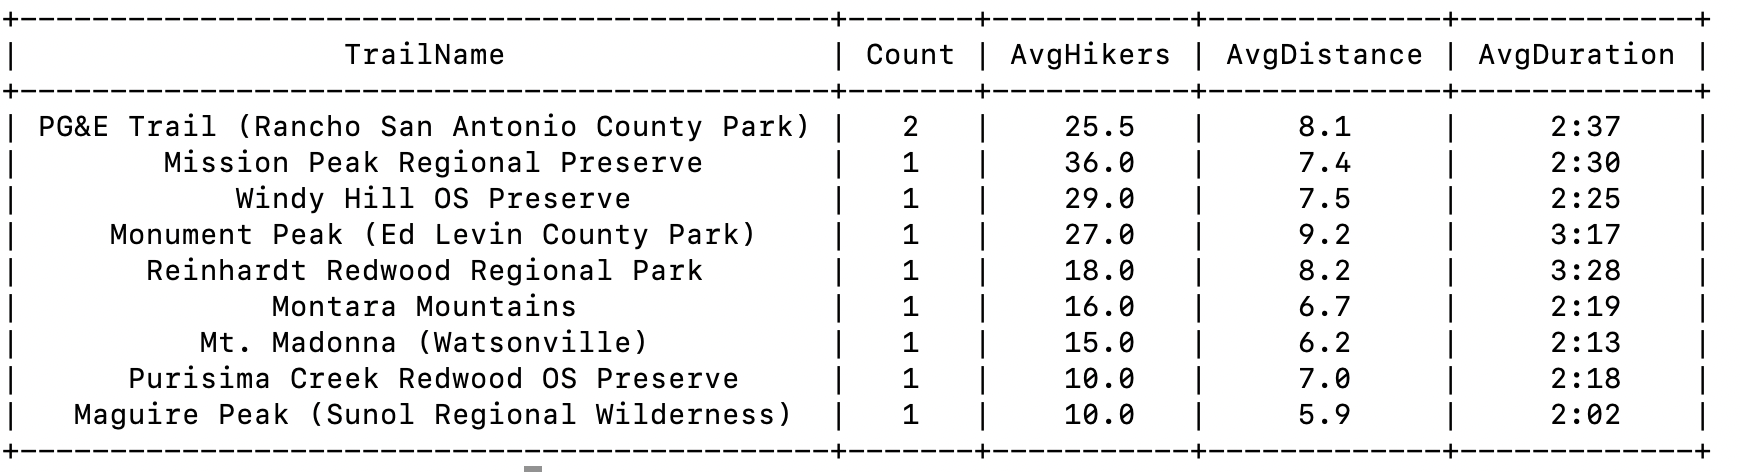 +---------------------------------------------+-------+------------+-------------+-------------+
|                  TrailName                  | Count | AvgHikers | AvgDistance | AvgDuration |
+---------------------------------------------+-------+------------+-------------+-------------+
| PG&E Trail (Rancho San Antonio County Park) | 2 | 25.5 | 8.1 | 2:37 |
| Mission Peak Regional Preserve | 1 | 36.0 | 7.4 | 2:30 |
| Windy Hill OS Preserve | 1 | 29.0 | 7.5 | 2:25 |
| Monument Peak (Ed Levin County Park) | 1 | 27.0 | 9.2 | 3:17 |
| Reinhardt Redwood Regional Park | 1 | 18.0 | 8.2 | 3:28 |
| Montara Mountains | 1 | 16.0 | 6.7 | 2:19 |
| Mt. Madonna (Watsonville) | 1 | 15.0 | 6.2 | 2:13 |
| Purisima Creek Redwood OS Preserve | 1 | 10.0 | 7.0 | 2:18 |
| Maguire Peak (Sunol Regional Wilderness) | 1 | 10.0 | 5.9 | 2:02 |
+---------------------------------------------+-------+------------+-------------+-------------+